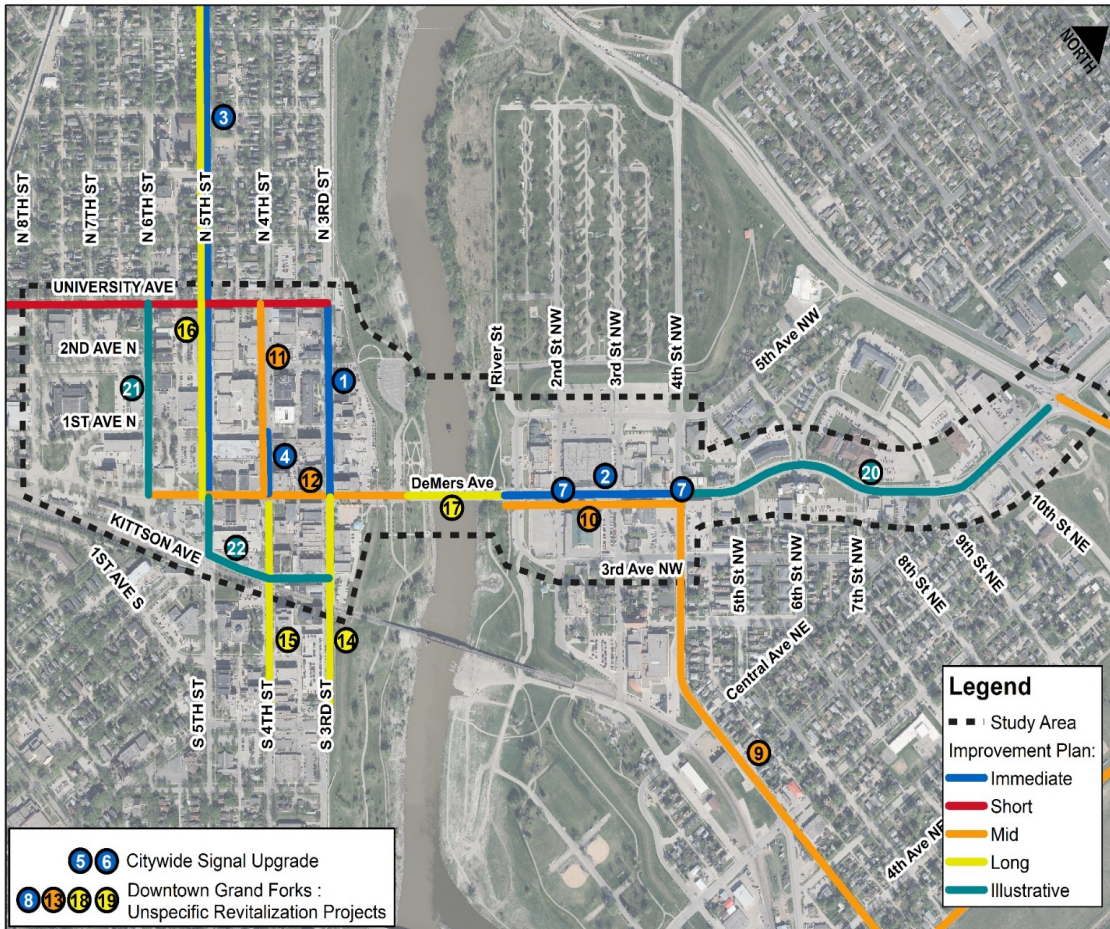 NORTH
3
N 8TH ST
N 7TH ST
N 6TH ST
N 5TH ST
N 4TH ST
N 3RD ST
UNIVERSITY AVE
16
2ND AVE N
11
21
1
1ST AVE N
4
12
DeMers Ave
17
KITTSON AVE
22
1ST AVE S
15
14
S 5TH ST
S 4TH ST
S 3RD ST
River St
2nd St NW
3rd St NW
4th St NW
5th Ave NW
2
7
7
10
20
3rd Ave NW
5th St NW
6th St NW
7th St NW
8th St NE
9th St NE
10th St NE
Central Ave NE
9
4th Ave NE
Legend
Study Area
Improvement Plan:
Immediate
Short
Mid
Long
Illustrative
5 6 Citywide Signal Upgrade
8 13 18 19 Downtown Grand Forks :
Unspecific Revitalization Projects